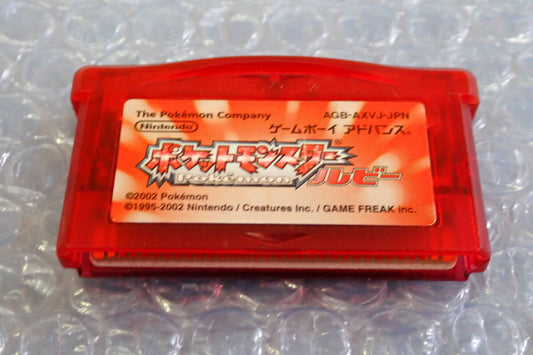 The Pokémon Company
AGB-AXVJ-JPN
Nintendo
ゲームボーイ アドバンス
ポケットモンスター
Pokémon
ルビー
©2002 Pokémon
©1995-2002 Nintendo / Creatures inc. / GAME FREAK inc.